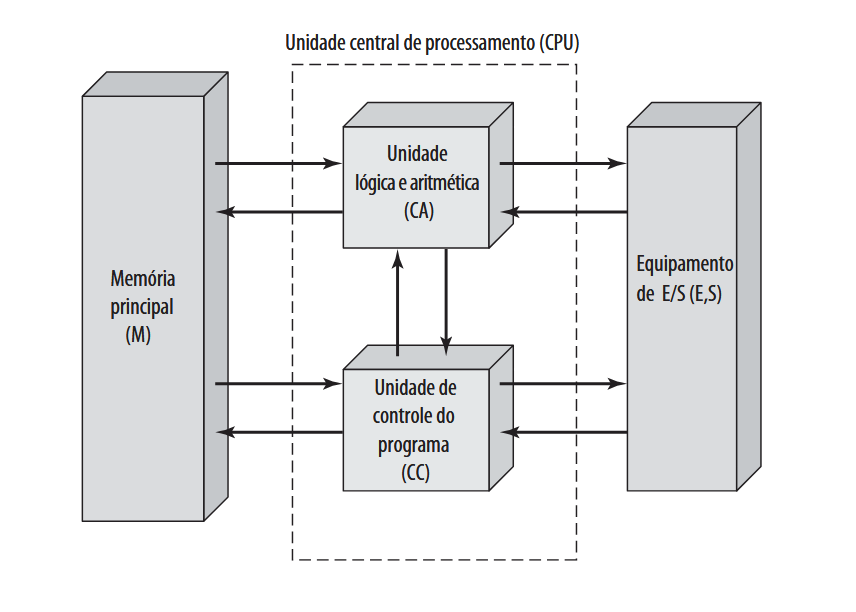 Unidade central de processamento (CPU)
Memória
principal
(M)
Unidade
lógica e aritmética
(CA)
Unidade de
controle do
programa
(CC)
Equipamento
de E/S (E,S)